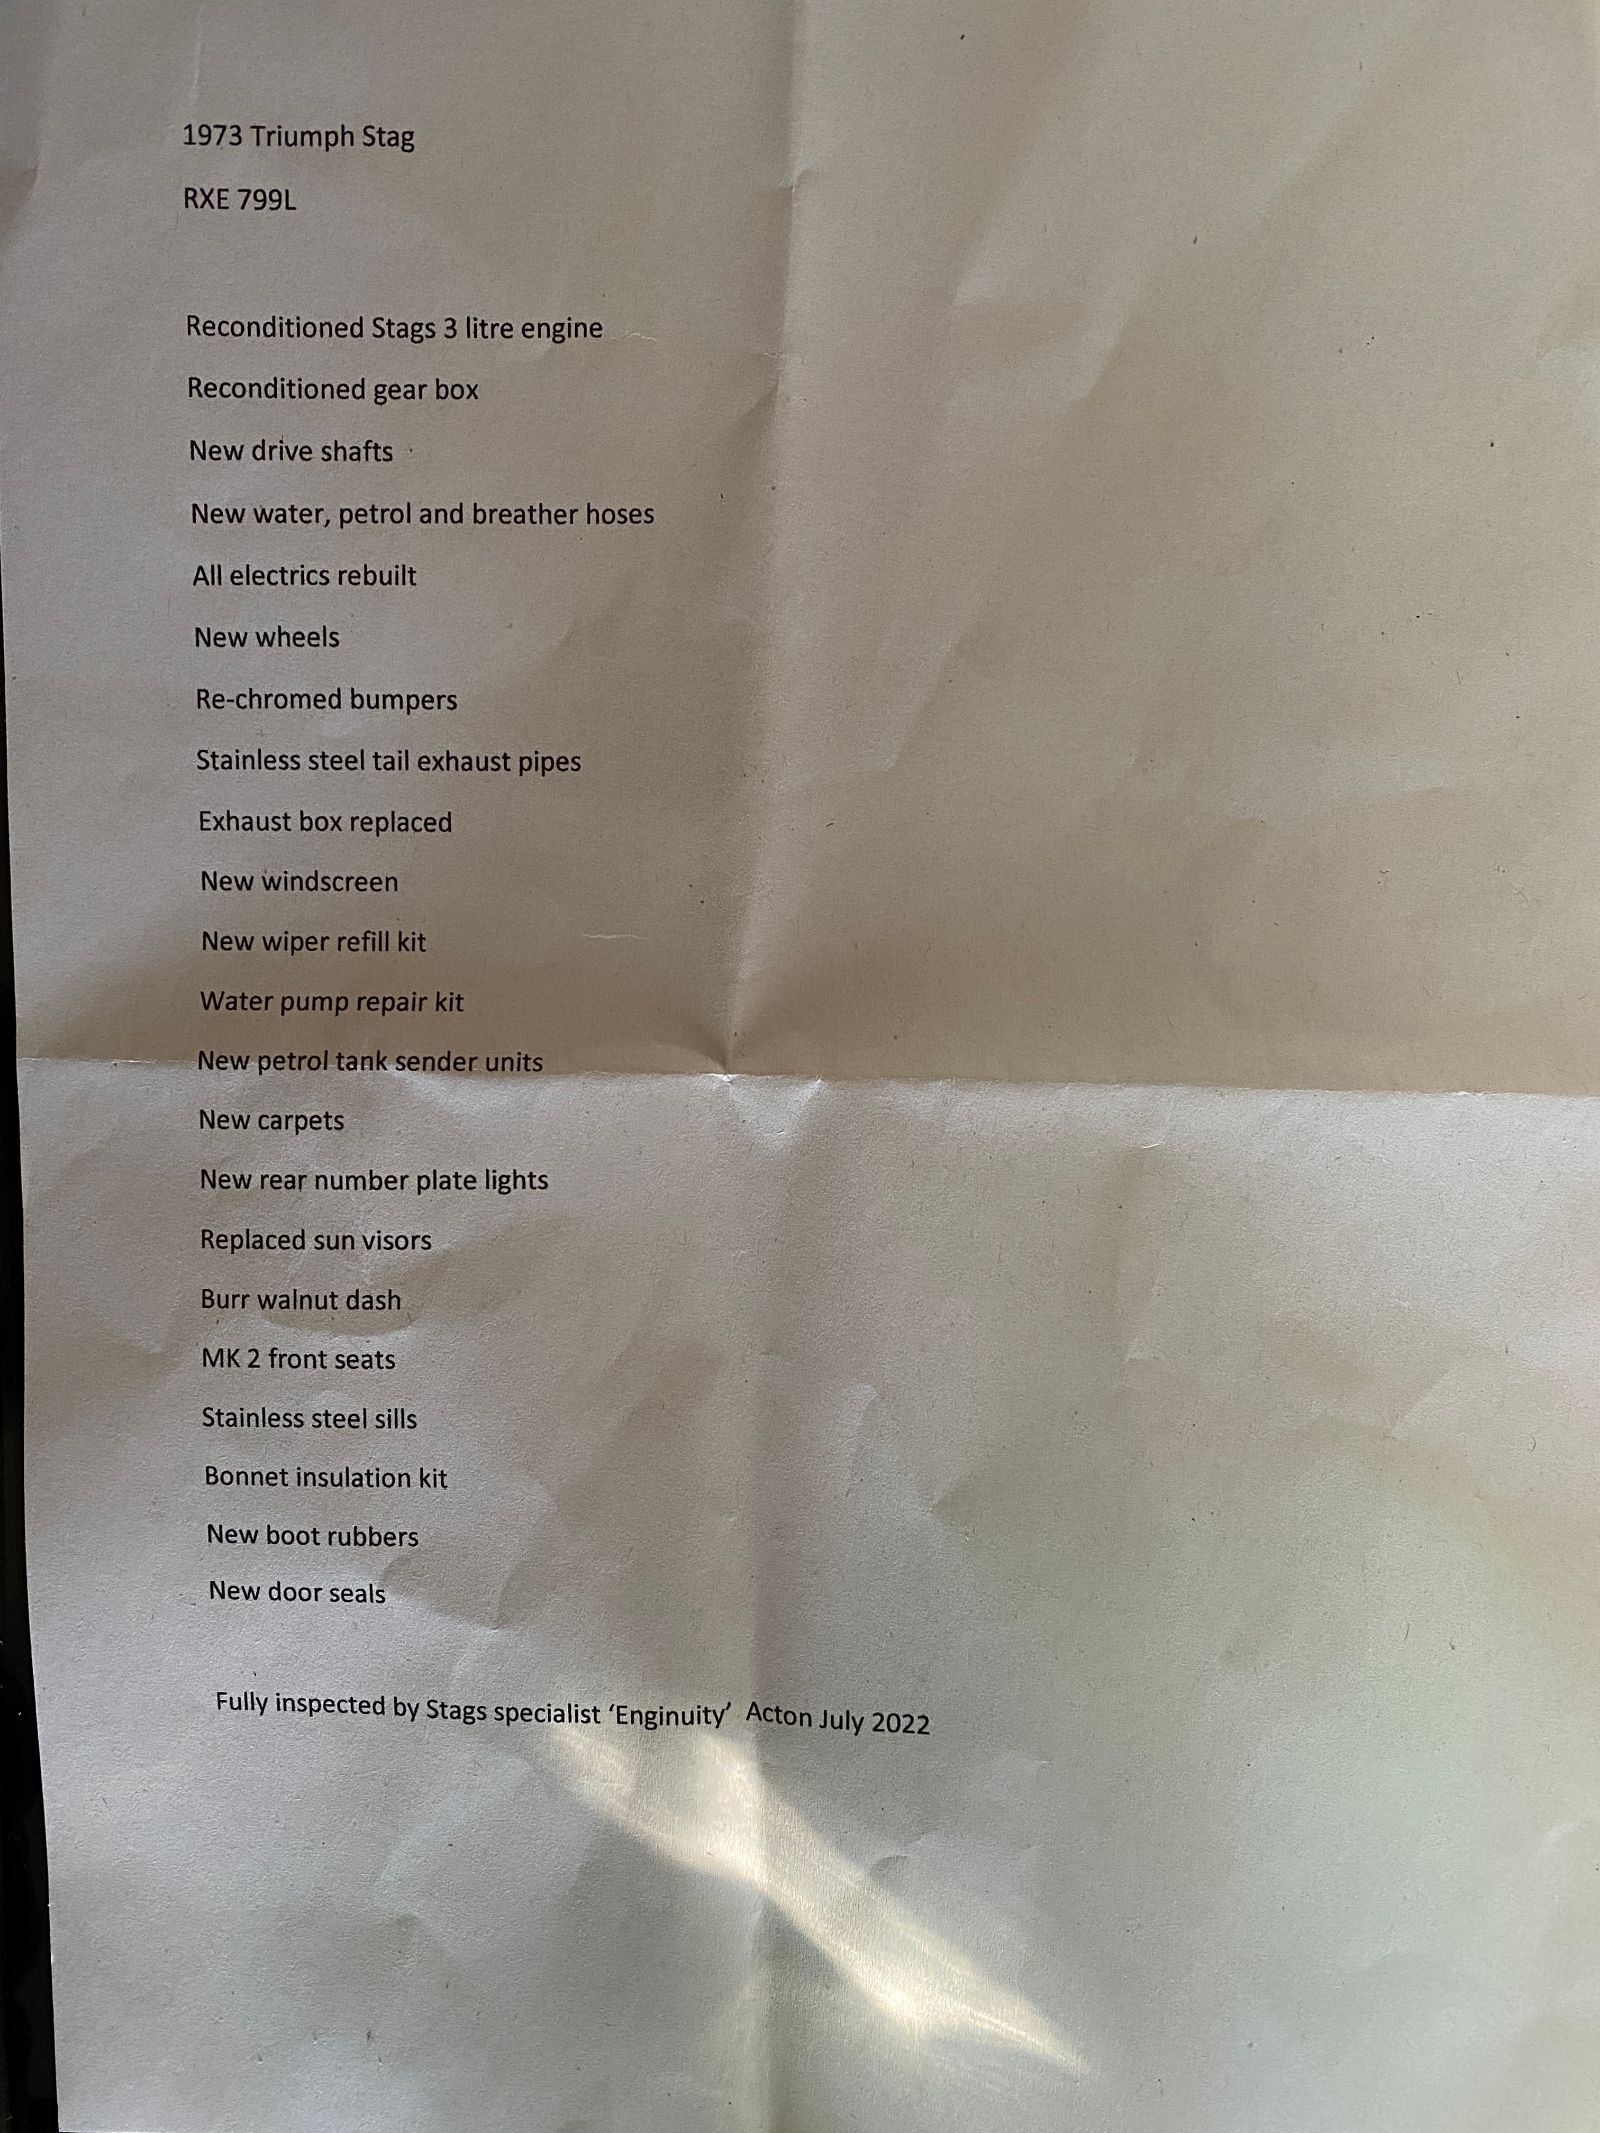 1973 Triumph Stag
RXE 799L
Reconditioned Stags 3 litre engine
Reconditioned gear box
New drive shafts
New water, petrol and breather hoses
All electrics rebuilt
New wheels
Re-chromed bumpers
Stainless steel tail exhaust pipes
Exhaust box replaced
New windscreen
New wiper refill kit
Water pump repair kit
New petrol tank sender units
New carpets
New rear number plate lights
Replaced sun visors
Burr walnut dash
MK 2 front seats
Stainless steel sills
Bonnet insulation kit
New boot rubbers
New door seals
Fully inspected by Stags specialist ‘Enginuity’ Acton July 2022